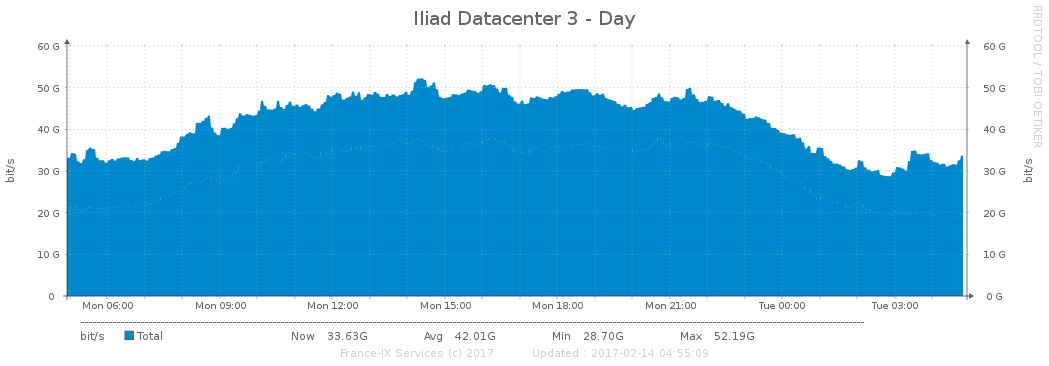 Iliad Datacenter 3 - Day
RRDTOOL / TOBI OETIKER
bit/s
bit/s
60 G
60 G
50 G
50 G
40 G
40 G
30 G
30 G
20 G
20 G
10 G
10 G
0
0 G
Mon 06:00 Mon 09:00 Mon 12:00 Mon 15:00 Mon 18:00 Mon 21:00 Tue 00:00 Tue 03:00
bit/s Total Now 33.63G Avg 42.01G Min 28.70G Max 52.19G
France-IX Services (c) 2017 Updated : 2017-02-14 04:55:09